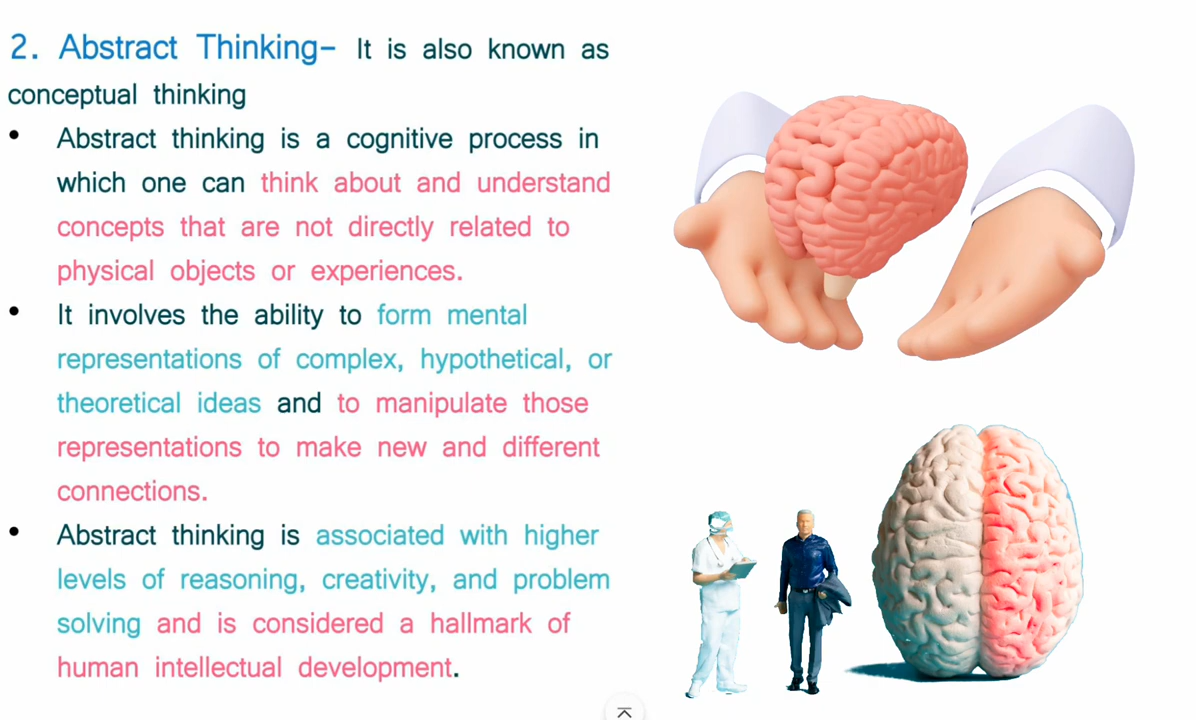 2. Abstract Thinking- It is also known as
conceptual thinking
• Abstract thinking is a cognitive process in
which one can think about and understand
concepts that are not directly related to
physical objects or experiences.
• It involves the ability to form mental
representations of complex, hypothetical, or
theoretical ideas and to manipulate those
representations to make new and different
connections.
• Abstract thinking is associated with higher
levels of reasoning, creativity, and problem
solving and is considered a hallmark of
human intellectual development.